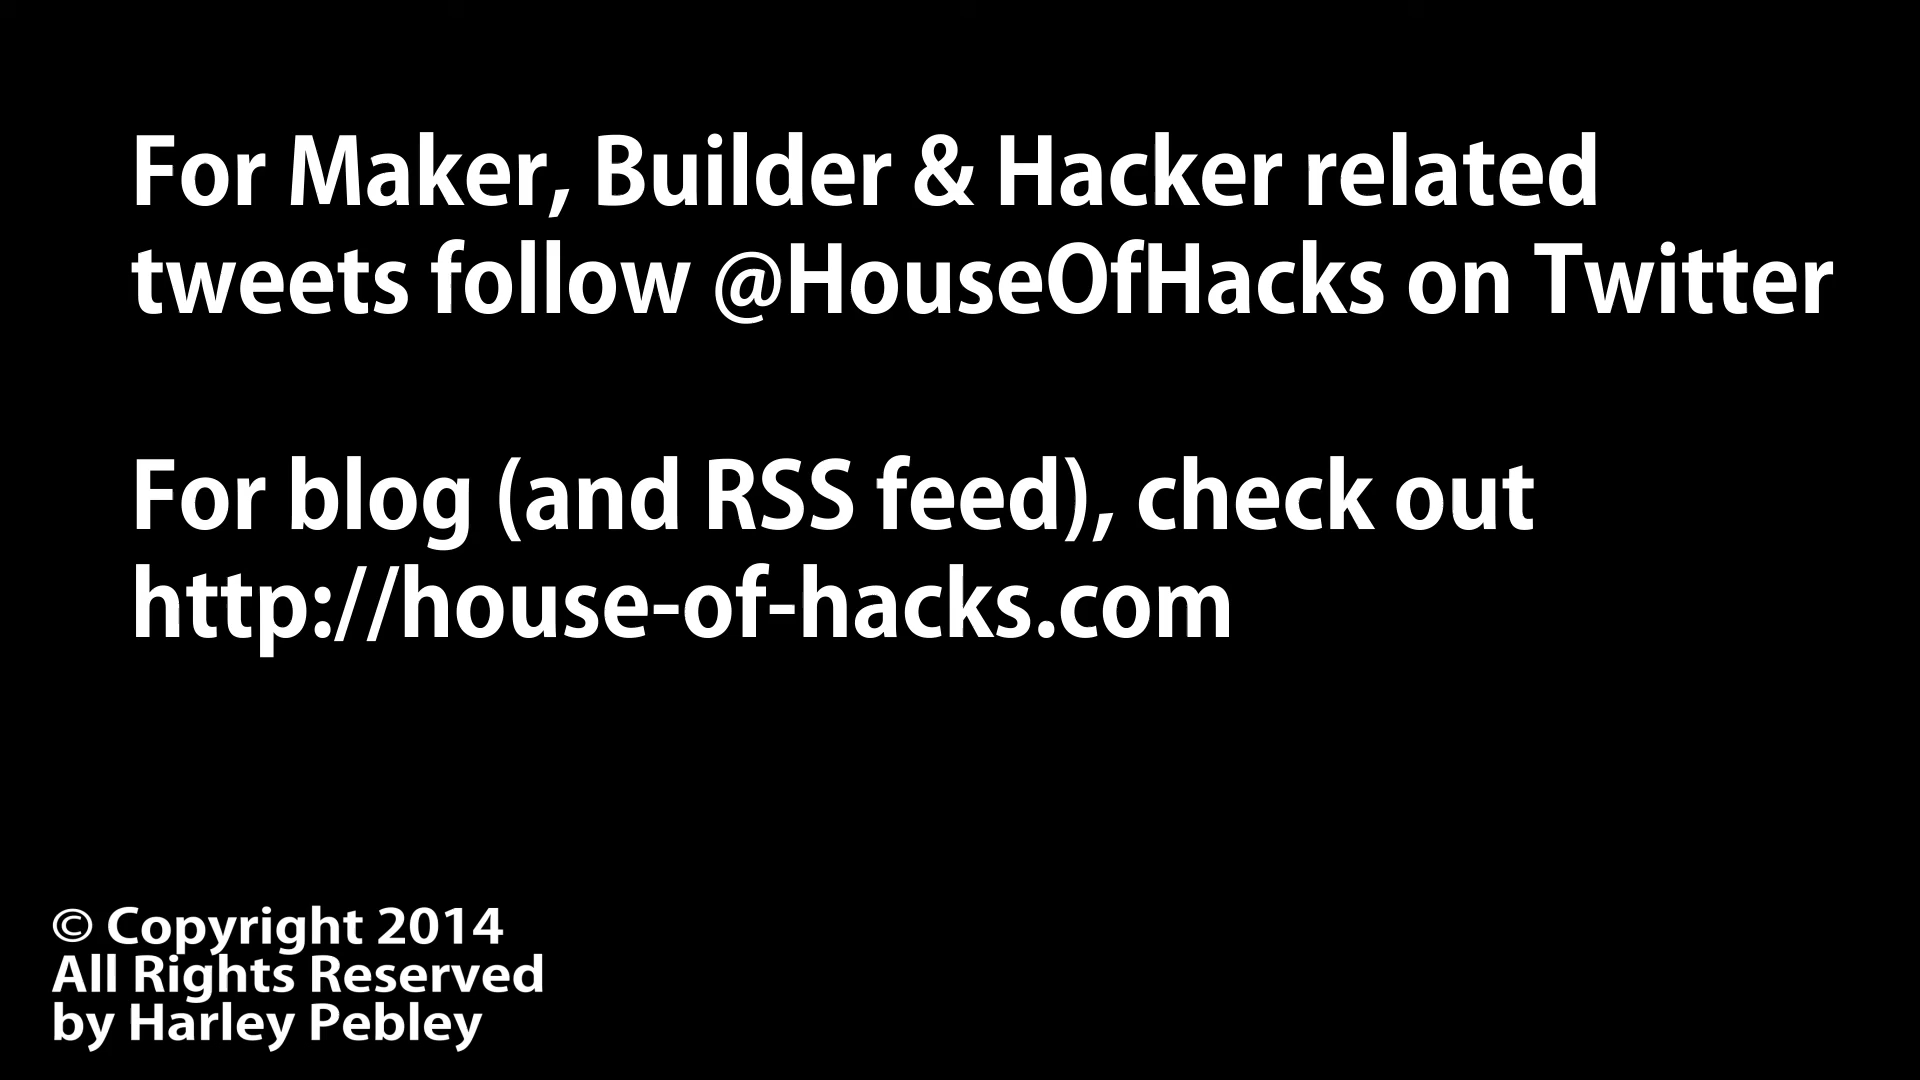 For Maker, Builder & Hacker related
tweets follow @HouseOfHacks on Twitter
For blog (and RSS feed), check out
http://house-of-hacks.com
© Copyright 2014
All Rights Reserved
by Harley Pebley